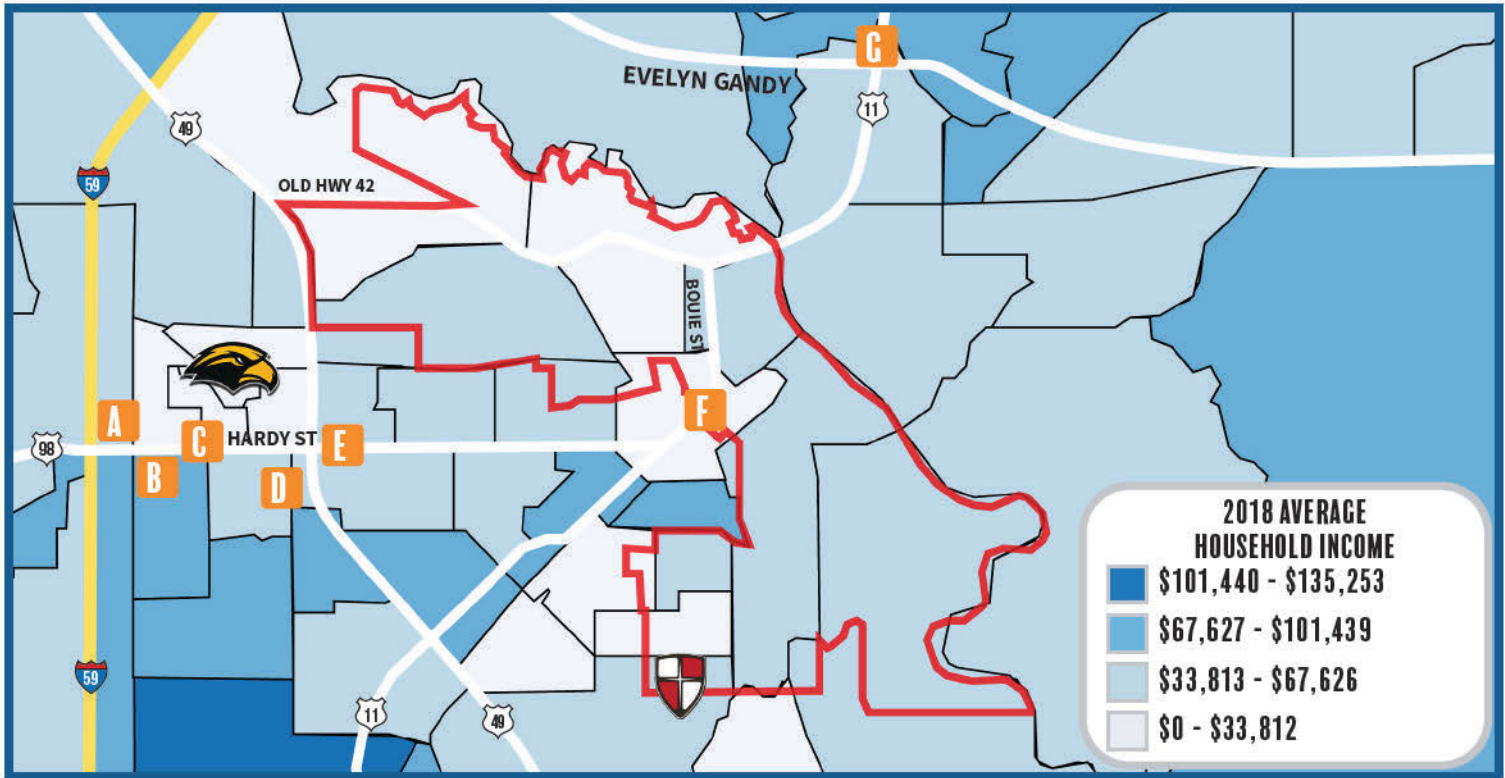 G
EVELYN GANDY
11
49
59
OLD HWY 42
BOUIE ST
A
98
B
C
HARDY ST
D
E
F
59
11
49
2018 AVERAGE
HOUSEHOLD INCOME
$101,440 - $135,253
$67,627 - $101,439
$33,813 - $67,626
$0 - $33,812